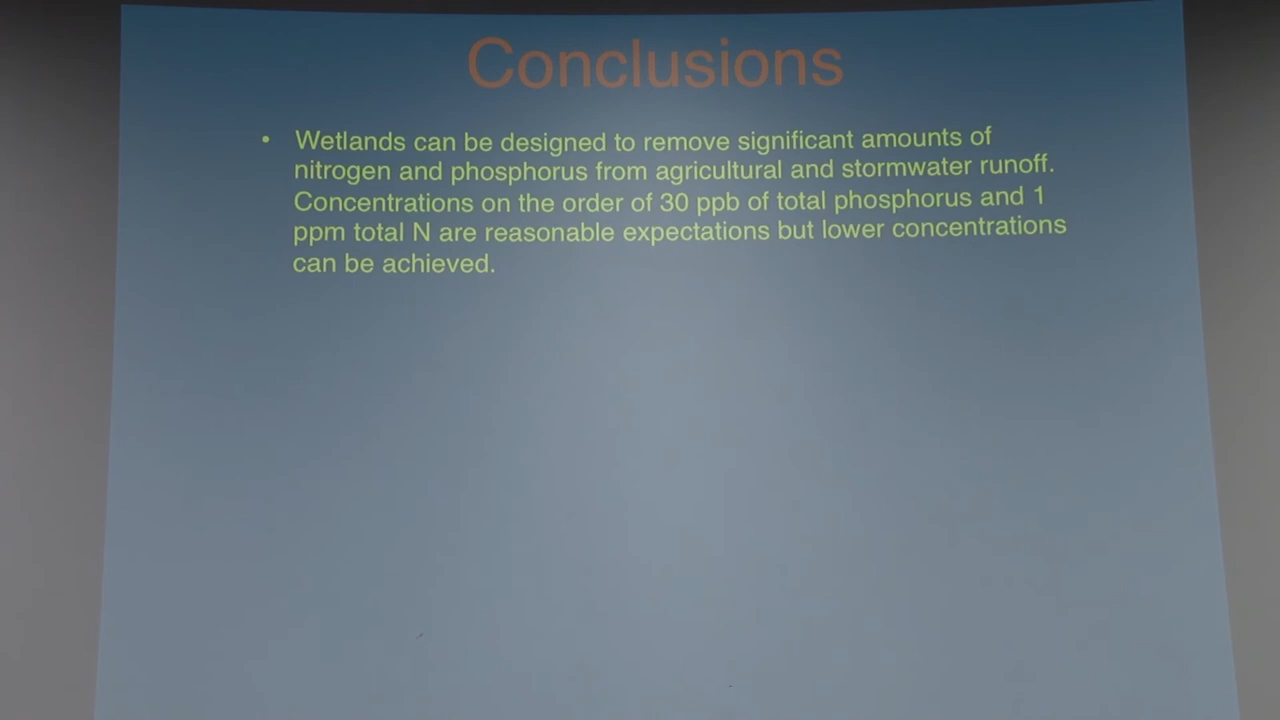 Conclusions
• Wetlands can be designed to remove significant amounts of
nitrogen and phosphorus from agricultural and stormwater runoff.
Concentrations on the order of 30 ppb of total phosphorus and 1
ppm total N are reasonable expectations but lower concentrations
can be achieved.